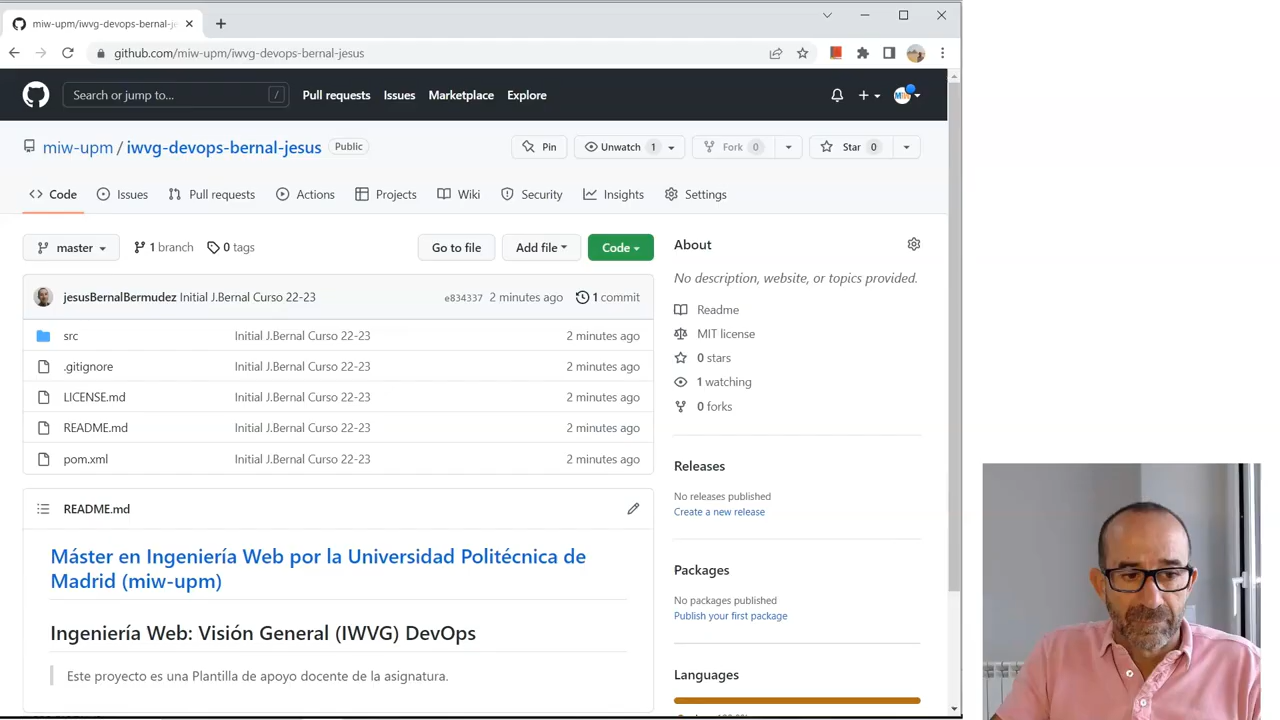 miw-upm/iwvg-devops-bernal-je
github.com/miw-upm/iwvg-devops-bernal-jesus
Search or jump to... /
Pull requests Issues Marketplace Explore
miw-upm / iwvg-devops-bernal-jesus Public
Pin Unwatch 1 Fork 0 Star 0
Code Issues Pull requests Actions Projects Wiki Security Insights Settings
master 1 branch 0 tags Go to file Add file Code
jesusBernalBermudez Initial J.Bernal Curso 22-23 e834337 2 minutes ago 1 commit
src Initial J.Bernal Curso 22-23 2 minutes ago
.gitignore Initial J.Bernal Curso 22-23 2 minutes ago
LICENSE.md Initial J.Bernal Curso 22-23 2 minutes ago
README.md Initial J.Bernal Curso 22-23 2 minutes ago
pom.xml Initial J.Bernal Curso 22-23 2 minutes ago
README.md
Máster en Ingeniería Web por la Universidad Politécnica de
Madrid (miw-upm)
Ingeniería Web: Visión General (IWVG) DevOps
Este proyecto es una Plantilla de apoyo docente de la asignatura.
About
No description, website, or topics provided.
Readme
MIT license
0 stars
1 watching
0 forks
Releases
No releases published
Create a new release
Packages
No packages published
Publish your first package
Languages